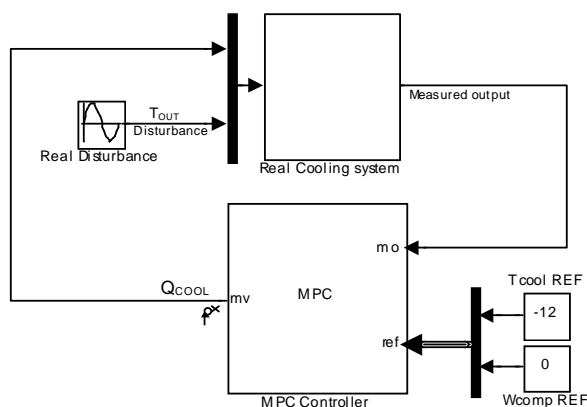 Measured output
TOUT
Disturbance
Real Disturbance
Real Cooling system
mo
QCOOL
mv
MPC
Tcool REF
-12
ref
0
MPC Controller
Wcomp REF